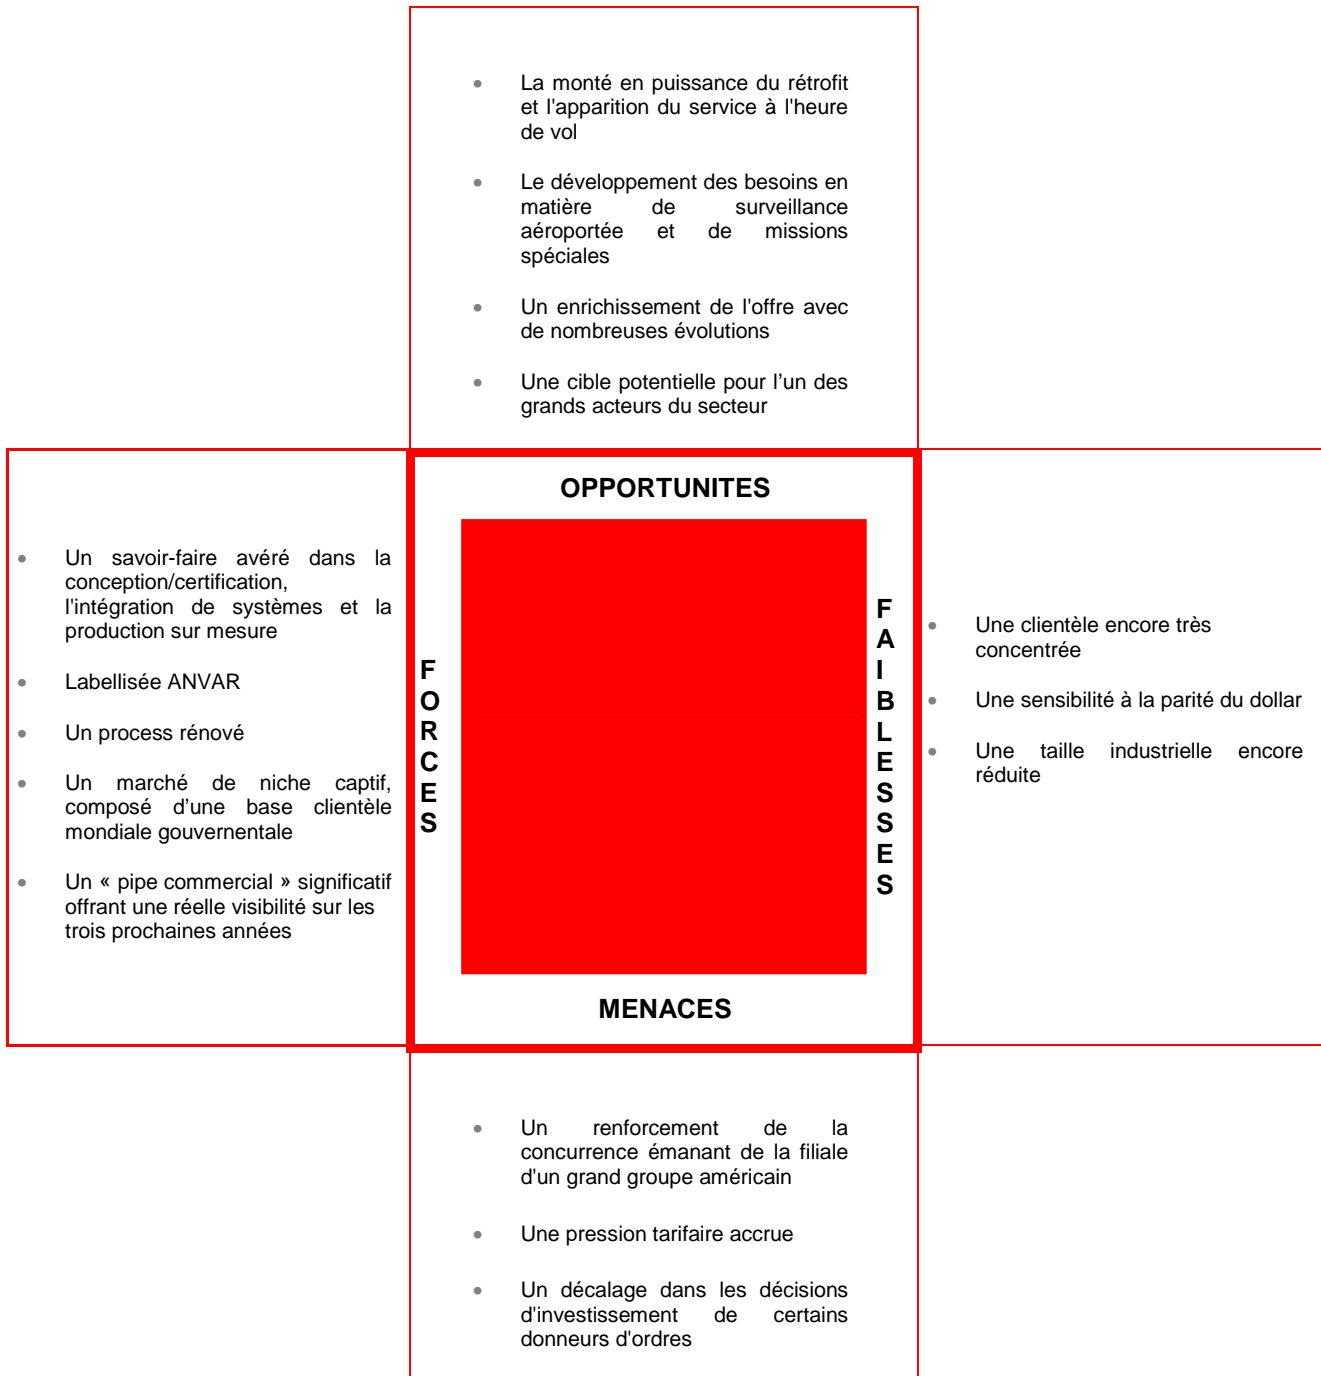 La monté en puissance du rétrofit
et l'apparition du service à l'heure
de vol
Le développement des besoins en
matière de surveillance
aéroportée et de missions
spéciales
Un enrichissement de l'offre avec
de nombreuses évolutions
Une cible potentielle pour l’un des
grands acteurs du secteur
OPPORTUNITES
Un savoir-faire avéré dans la
conception/certification,
l'intégration de systèmes et la
production sur mesure
Labellisée ANVAR
Un process rénové
Un marché de niche captif,
composé d’une base clientèle
mondiale gouvernentale
Un « pipe commercial » significatif
offrant une réelle visibilité sur les
trois prochaines années
FORCES
FAIBLESSES
Une clientèle encore très
concentrée
Une sensibilité à la parité du dollar
Une taille industrielle encore
réduite
MENACES
Un renforcement de la
concurrence émanant de la filiale
d'un grand groupe américain
Une pression tarifaire accrue
Un décalage dans les décisions
d'investissement de certains
donneurs d'ordres